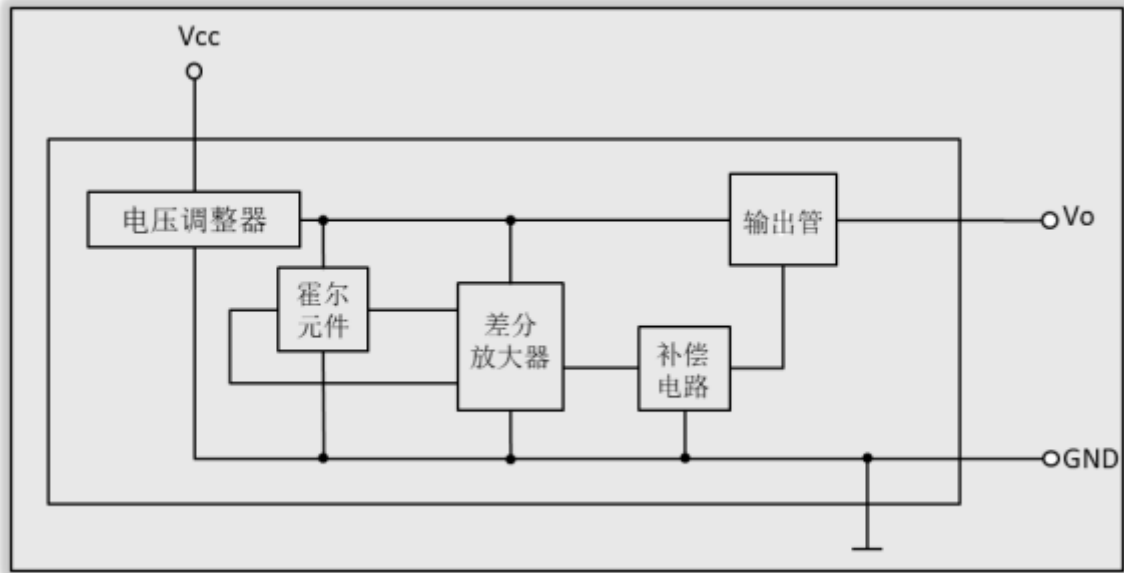 Vcc
电压调整器
输出管
Vo
霍尔
元件
差分
放大器
补偿
电路
GND